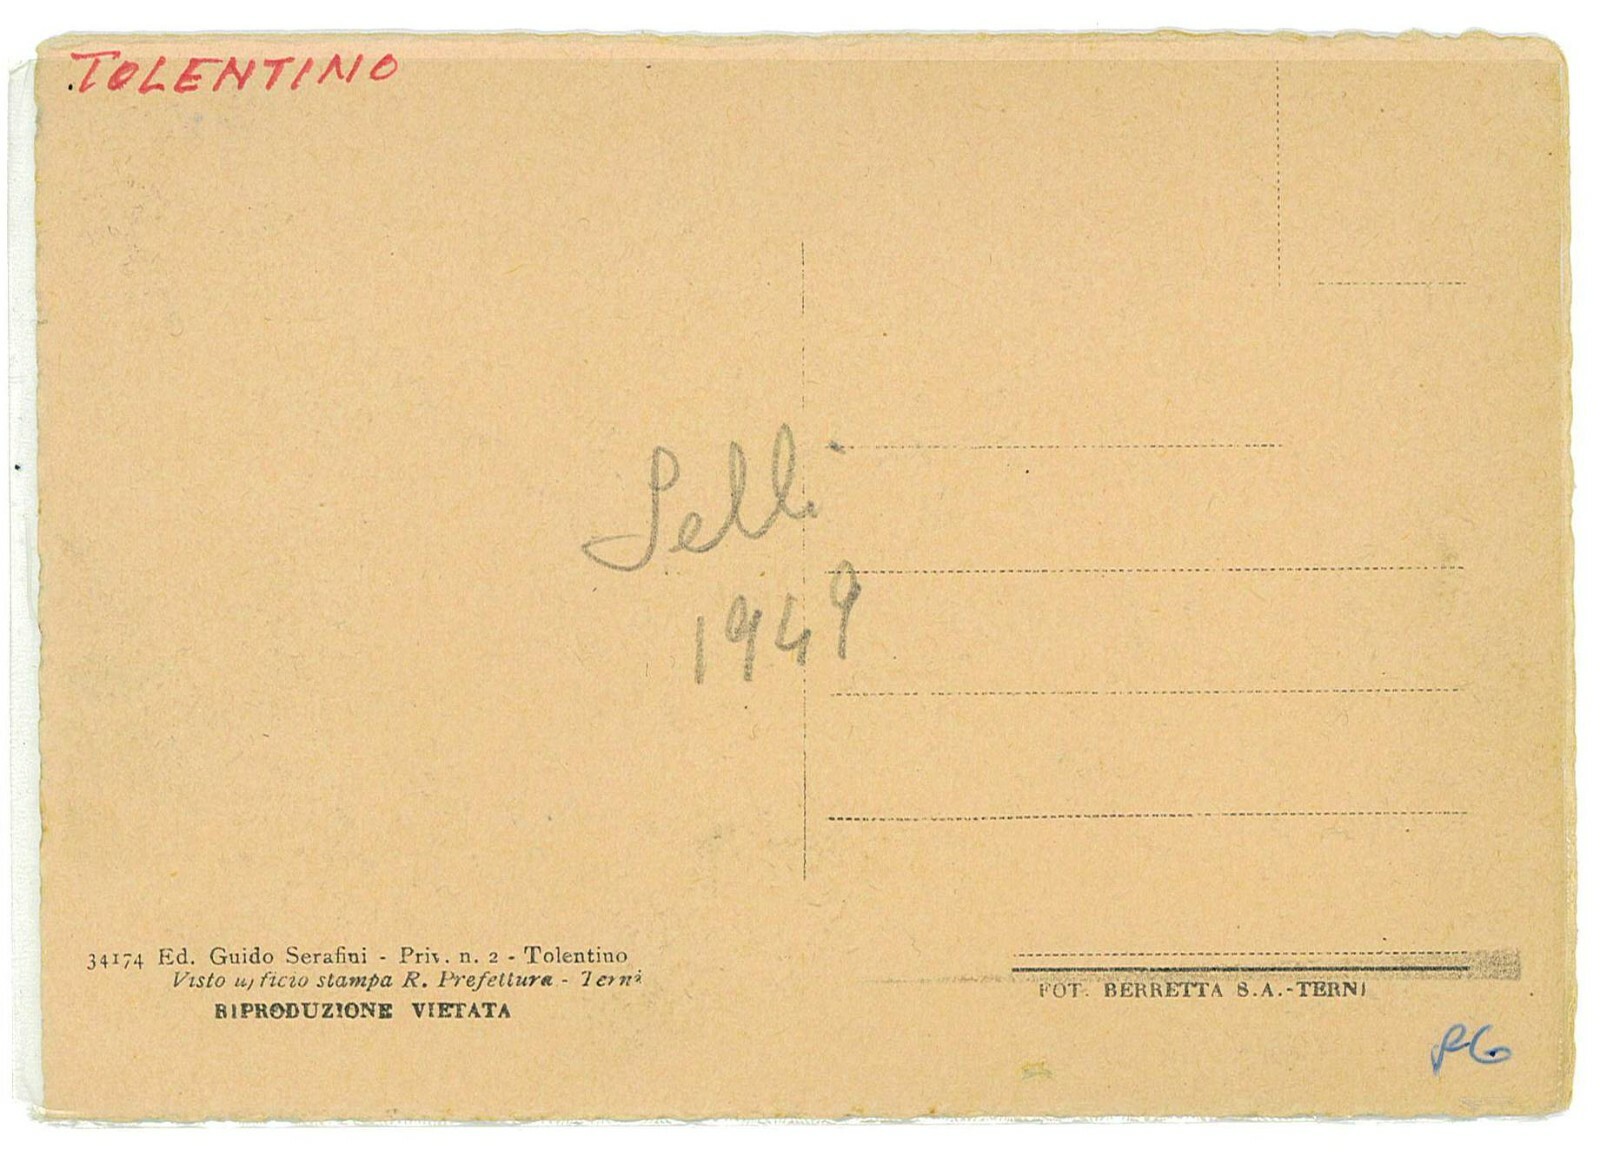 TOLENTINO
Selli
1949
34174 Ed. Guido Serafini - Priv. n. 2 - Tolentino
Visto ufficio stampa R. Prefettura - Terni
RIPRODUZIONE VIETATA
FOT. BERRETTA S.A.-TERNI